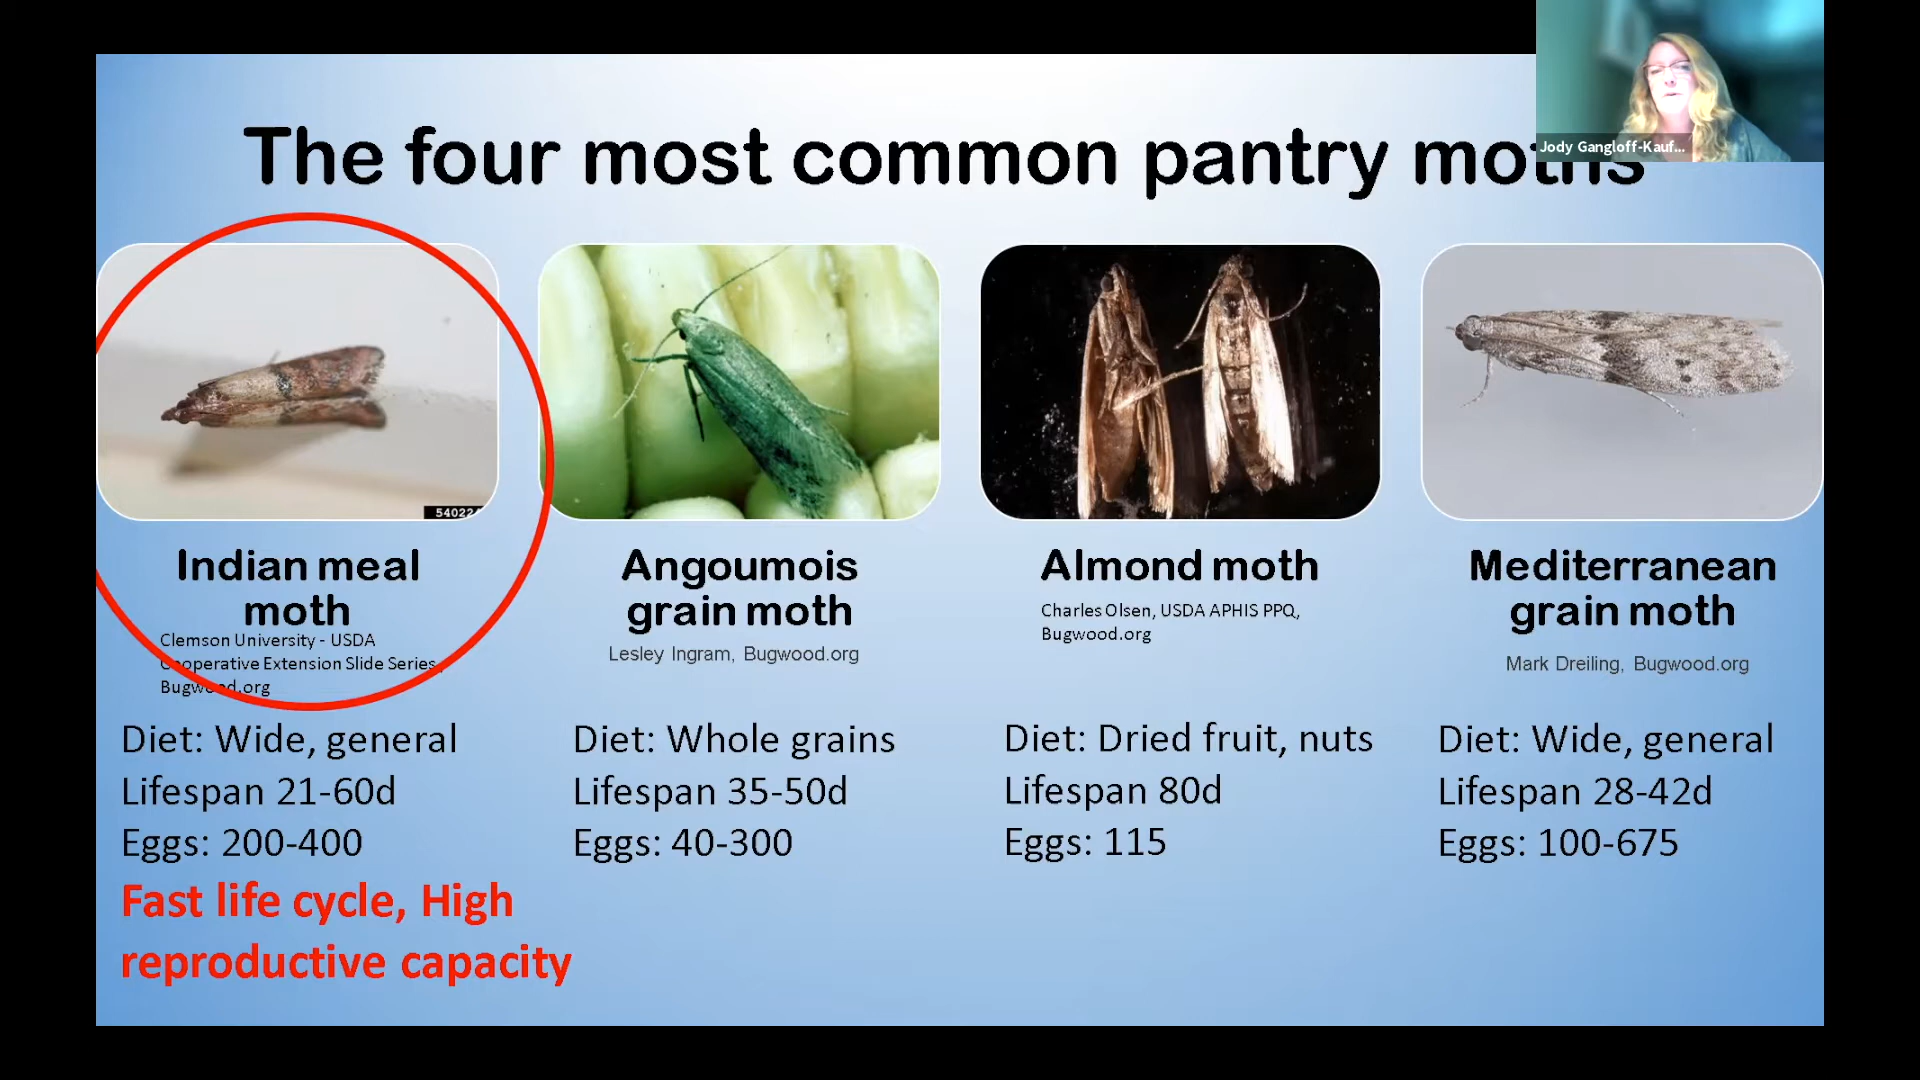 Jody Gangloff-Kauf...
The four most common pantry moths
54022
Indian meal
moth
Clemson University - USDA
Cooperative Extension Slide Series,
Bugwood.org
Diet: Wide, general
Lifespan 21-60d
Eggs: 200-400
Fast life cycle, High
reproductive capacity
Angoumois
grain moth
Lesley Ingram, Bugwood.org
Diet: Whole grains
Lifespan 35-50d
Eggs: 40-300
Almond moth
Charles Olsen, USDA APHIS PPQ,
Bugwood.org
Diet: Dried fruit, nuts
Lifespan 80d
Eggs: 115
Mediterranean
grain moth
Mark Dreiling, Bugwood.org
Diet: Wide, general
Lifespan 28-42d
Eggs: 100-675